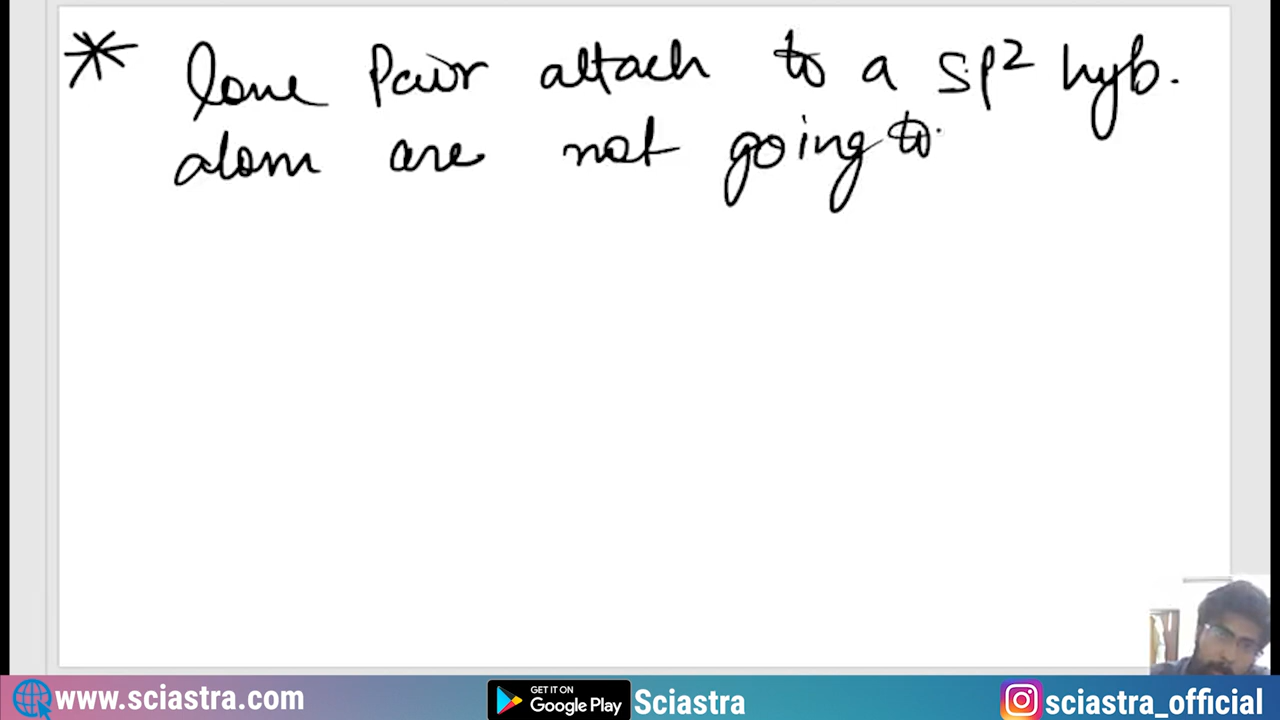 * lone Pair attach to a sp² hyb.
atom are not going to
www.sciastra.com
GET IT ON
Google Play
Sciastra
sciastra_official